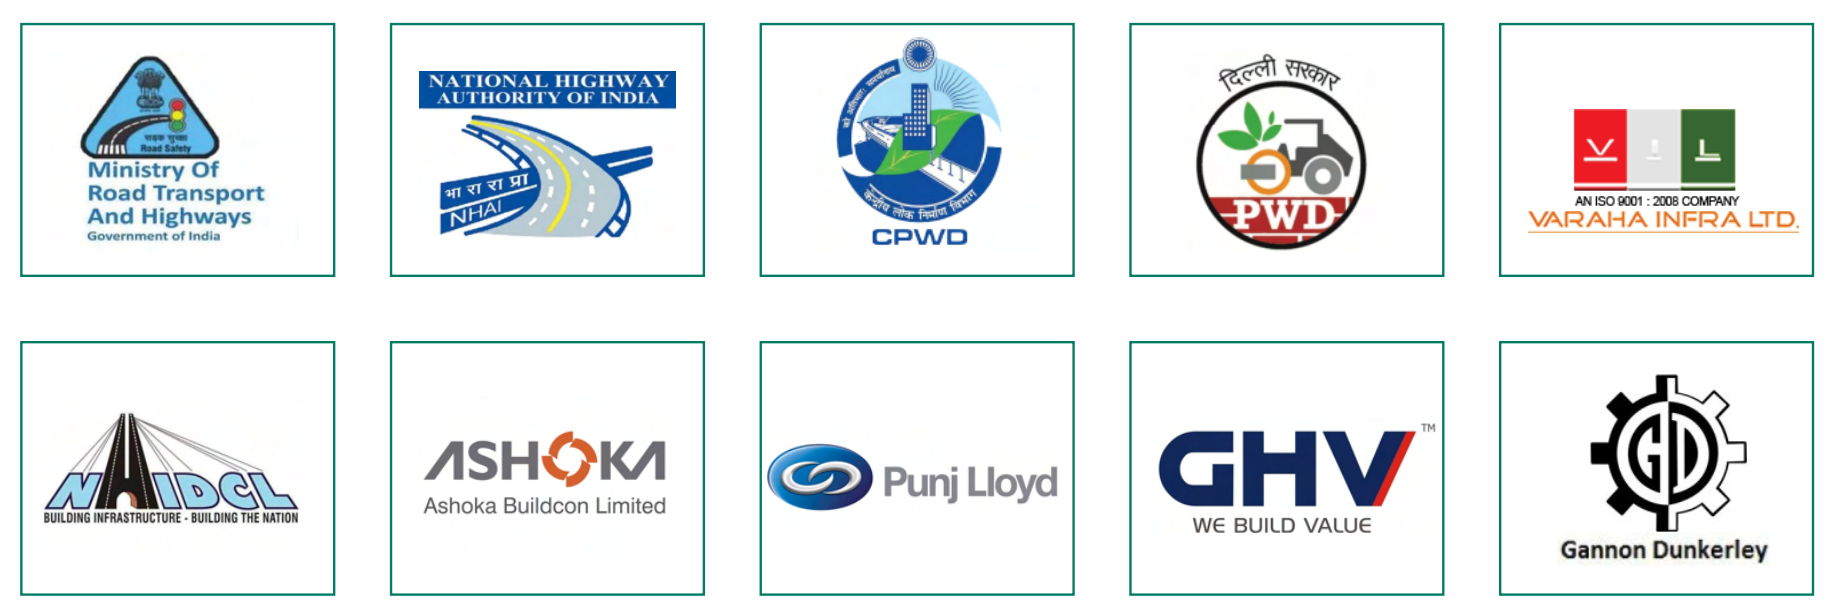 सड़क सुरक्षा
Road Safety
Ministry Of
Road Transport
And Highways
Government of India
NATIONAL HIGHWAY
AUTHORITY OF INDIA
भा रा रा प्रा
NHAI
केन्द्रीय लोक निर्माण विभाग
CPWD
दिल्ली सरकार
PWD
V I L
AN ISO 9001 : 2008 COMPANY
VARAHA INFRA LTD.
NHIDCL
BUILDING INFRASTRUCTURE - BUILDING THE NATION
ASHOKA
Ashoka Buildcon Limited
Punj Lloyd
GHV
TM
WE BUILD VALUE
GD
Gannon Dunkerley